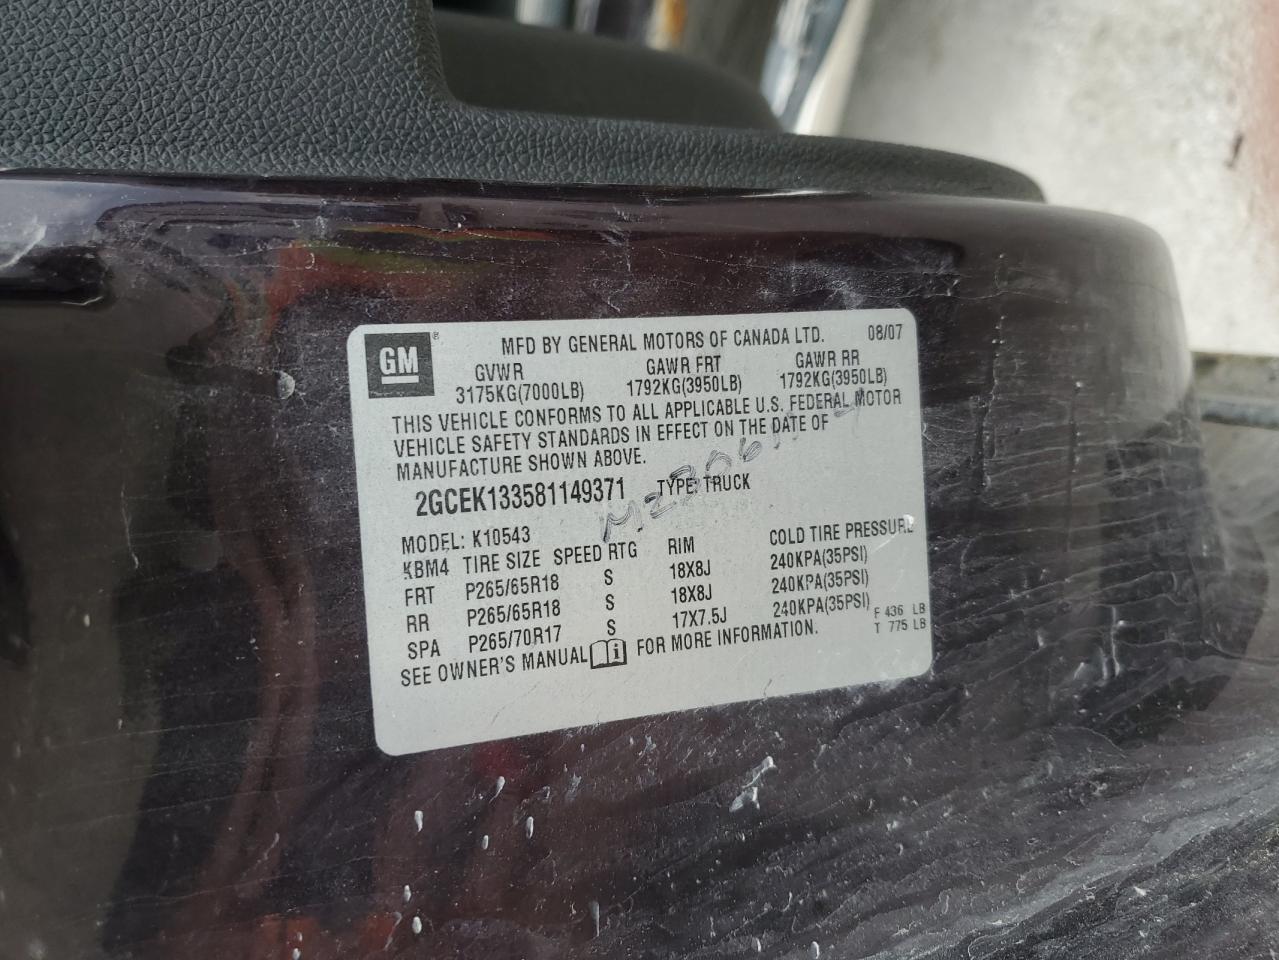 GM ® MFD BY GENERAL MOTORS OF CANADA LTD. 08/07
GVWR GAWR FRT GAWR RR
3175KG(7000LB) 1792KG(3950LB) 1792KG(3950LB)
THIS VEHICLE CONFORMS TO ALL APPLICABLE U.S. FEDERAL MOTOR
VEHICLE SAFETY STANDARDS IN EFFECT ON THE DATE OF
MANUFACTURE SHOWN ABOVE.
2GCEK133581149371 TYPE: TRUCK
MODEL: K10543
KBM4 TIRE SIZE SPEED RTG RIM COLD TIRE PRESSURE
FRT P265/65R18 S 18X8J 240KPA(35PSI)
RR P265/65R18 S 18X8J 240KPA(35PSI)
SPA P265/70R17 S 17X7.5J 240KPA(35PSI)
SEE OWNER'S MANUAL i FOR MORE INFORMATION.
F 436 LB
T 775 LB